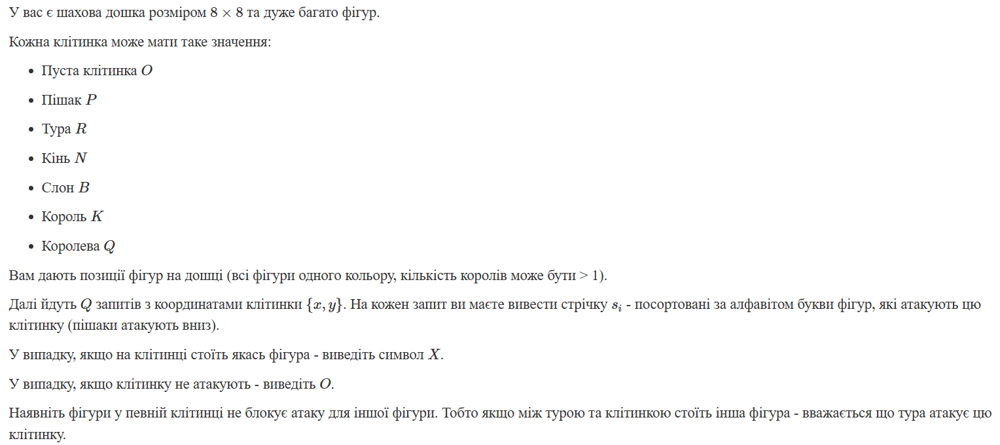 У вас є шахова дошка розміром 8 × 8 та дуже багато фігур.
Кожна клітинка може мати таке значення:
• Пуста клітинка O
• Пішак P
• Тура R
• Кінь N
• Слон B
• Король K
• Королева Q
Вам дають позиції фігур на дошці (всі фігури одного кольору, кількість королів може бути > 1).
Далі йдуть Q запитів з координатами клітинки {x, y}. На кожен запит ви маєте вивести стрічку sᵢ - посортовані за алфавітом букви фігур, які атакують цю
клітинку (пішаки атакують вниз).
У випадку, якщо на клітинці стоїть якась фігура - виведіть символ X.
У випадку, якщо клітинку не атакують - виведіть O.
Наявніть фігури у певній клітинці не блокує атаку для іншої фігури. Тобто якщо між турою та клітинкою стоїть інша фігура - вважається що тура атакує цю
клітинку.